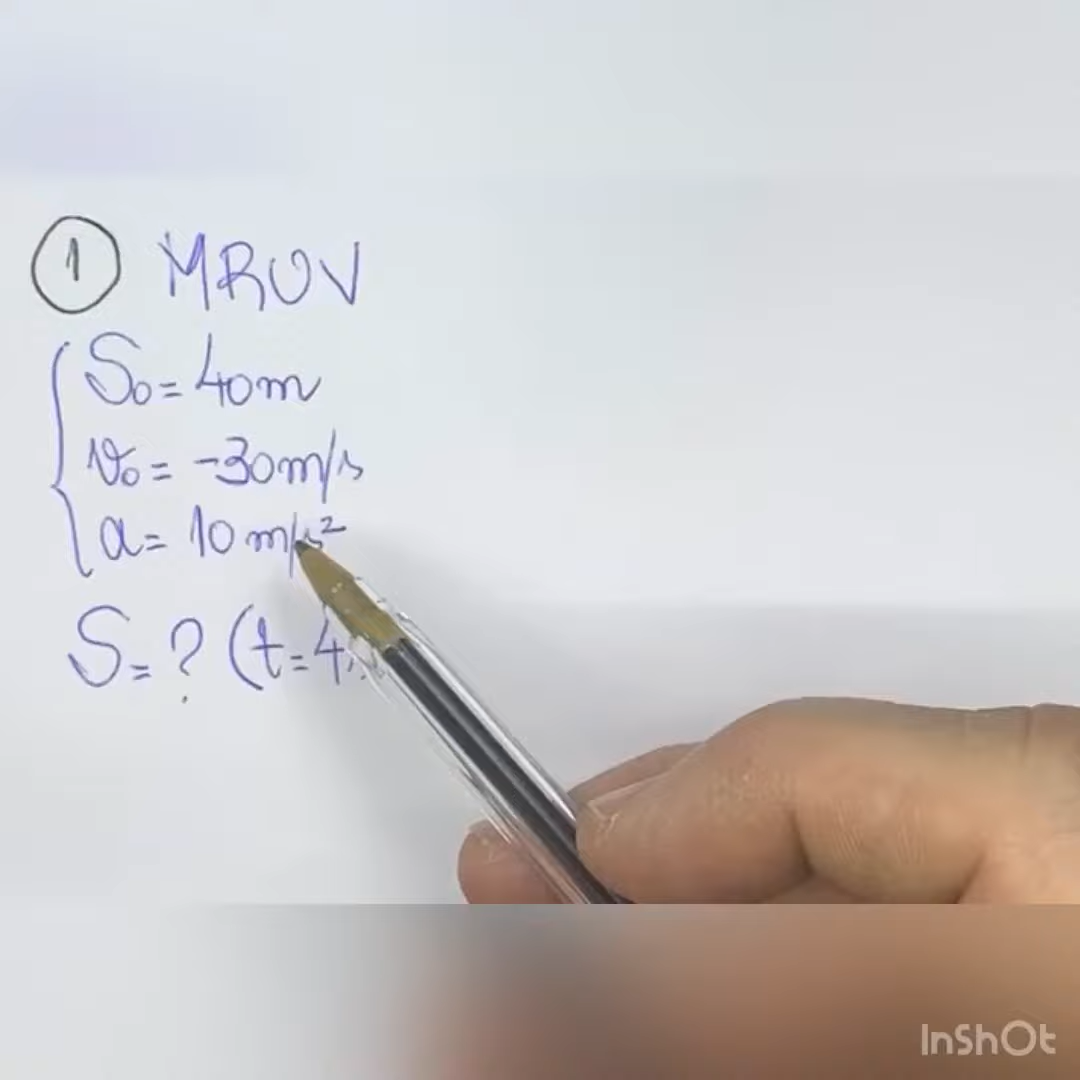 1 MRUV
S₀ = 40m
v₀ = -30m/s
a = 10 m/s²
S = ? (t = 4
InShOt